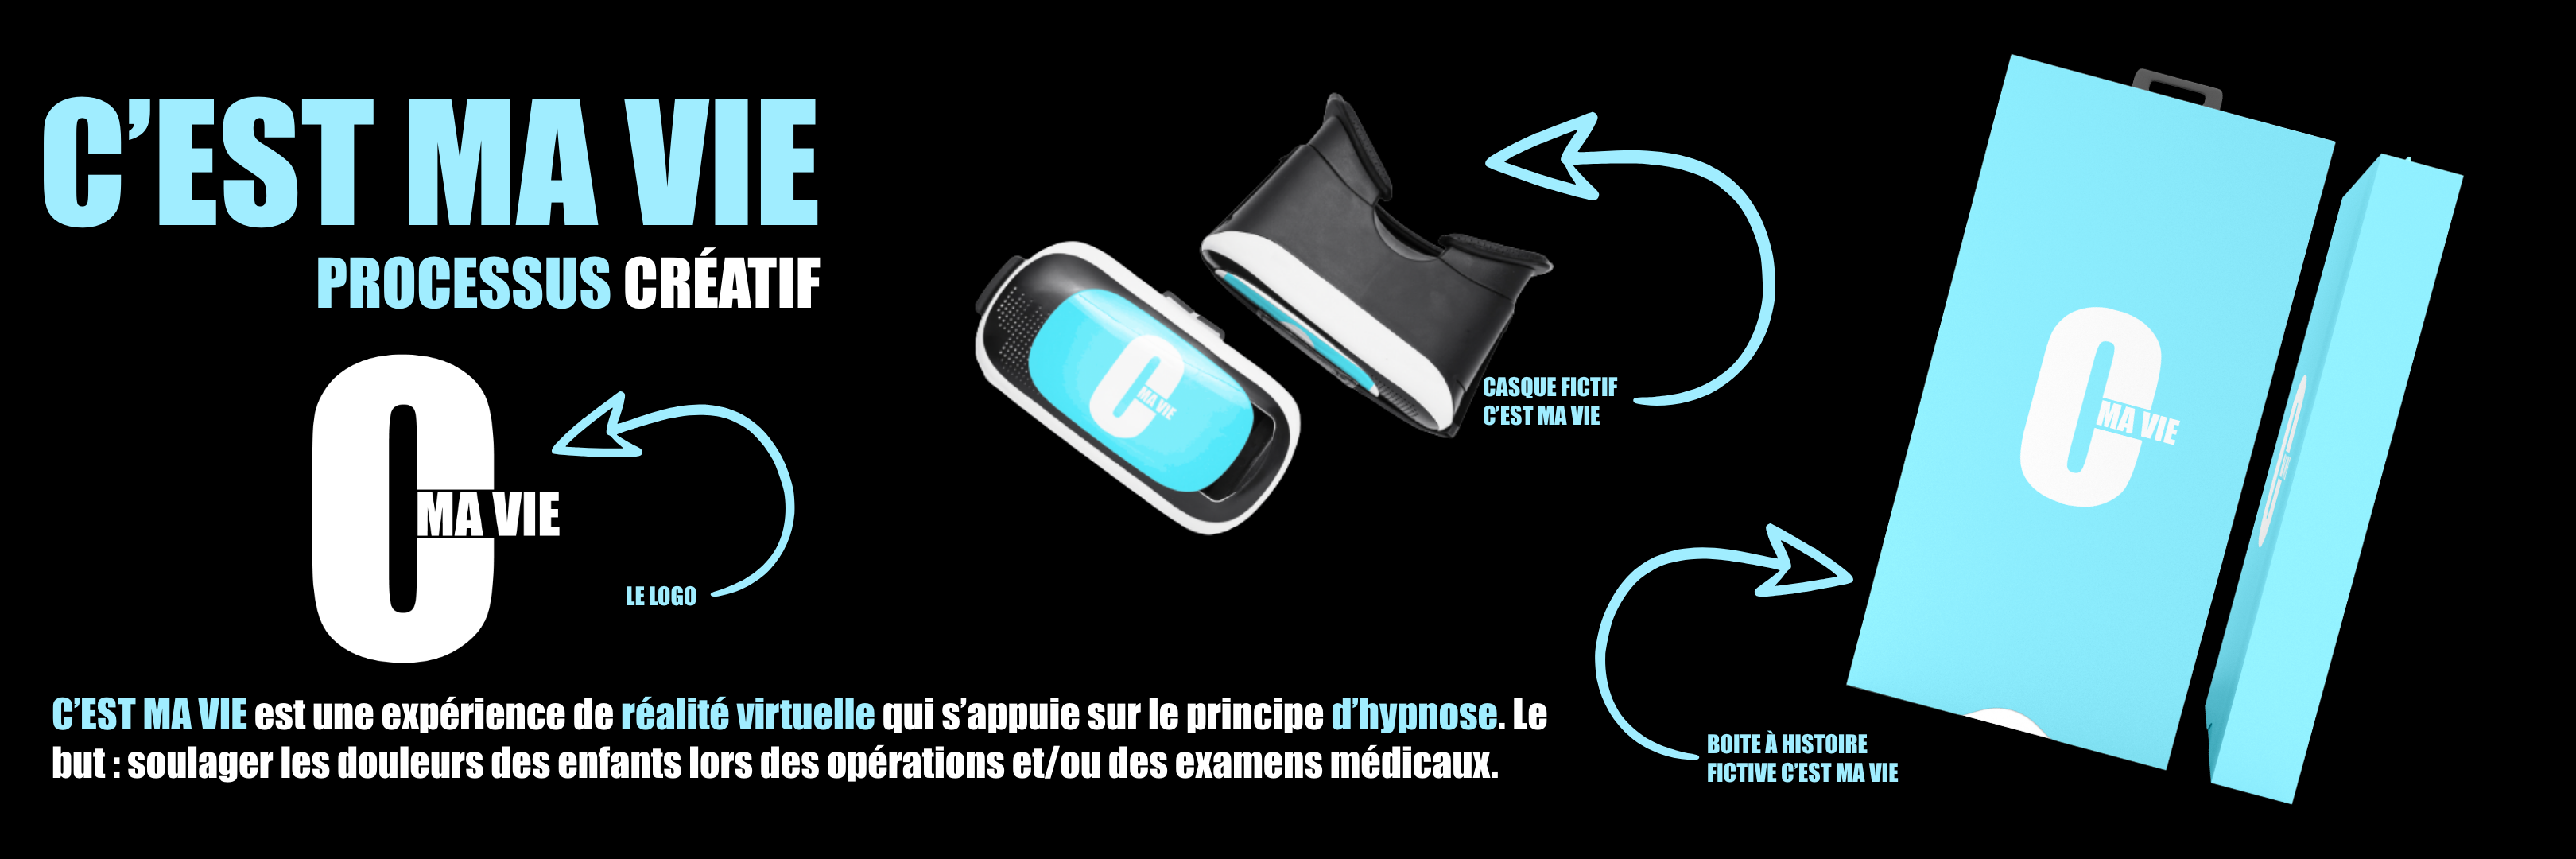 C’EST MA VIE
PROCESSUS CRÉATIF
C
MA VIE
LE LOGO
C
MA VIE
CASQUE FICTIF
C’EST MA VIE
C
MA VIE
BOITE À HISTOIRE
FICTIVE C’EST MA VIE
C’EST MA VIE est une expérience de réalité virtuelle qui s’appuie sur le principe d’hypnose. Le
but : soulager les douleurs des enfants lors des opérations et/ou des examens médicaux.